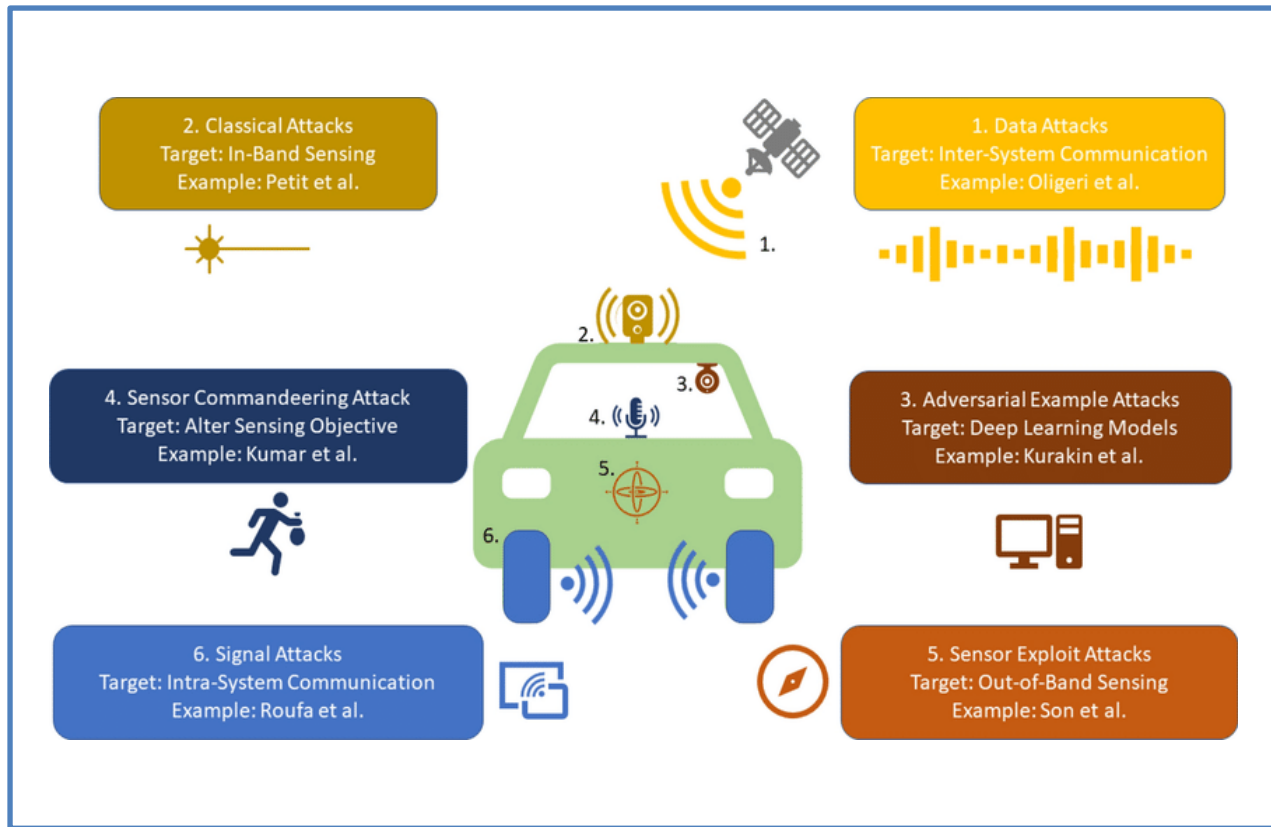 2. Classical Attacks
Target: In-Band Sensing
Example: Petit et al.
1. Data Attacks
Target: Inter-System Communication
Example: Oligeri et al.
1.
2.
3.
4.
5.
6.
4. Sensor Commandeering Attack
Target: Alter Sensing Objective
Example: Kumar et al.
3. Adversarial Example Attacks
Target: Deep Learning Models
Example: Kurakin et al.
6. Signal Attacks
Target: Intra-System Communication
Example: Roufa et al.
5. Sensor Exploit Attacks
Target: Out-of-Band Sensing
Example: Son et al.